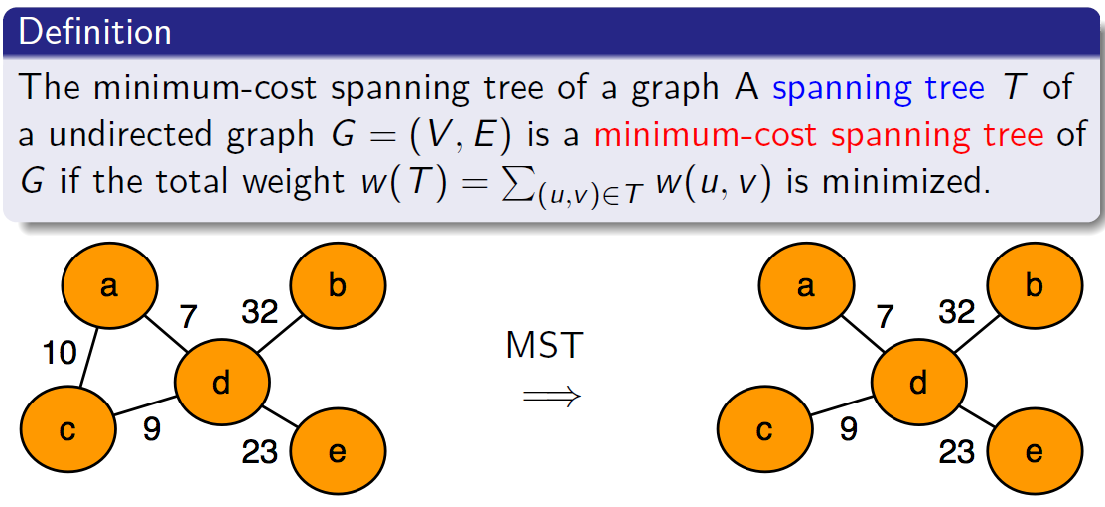 Definition
The minimum-cost spanning tree of a graph A spanning tree T of
a undirected graph G = (V, E) is a minimum-cost spanning tree of
G if the total weight w(T) = ∑(u,v)∈T w(u, v) is minimized.
a
b
7
32
10
d
c
9
23
e
MST
⟹
a
b
7
32
d
c
9
23
e